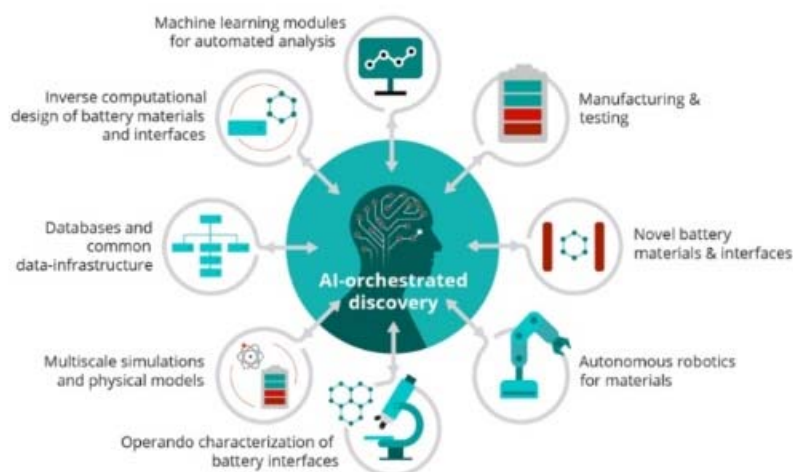 Machine learning modules
for automated analysis
Inverse computational
design of battery materials
and interfaces
Manufacturing &
testing
Databases and
common
data-infrastructure
Novel battery
materials & interfaces
AI-orchestrated
discovery
Multiscale simulations
and physical models
Autonomous robotics
for materials
Operando characterization of
battery interfaces